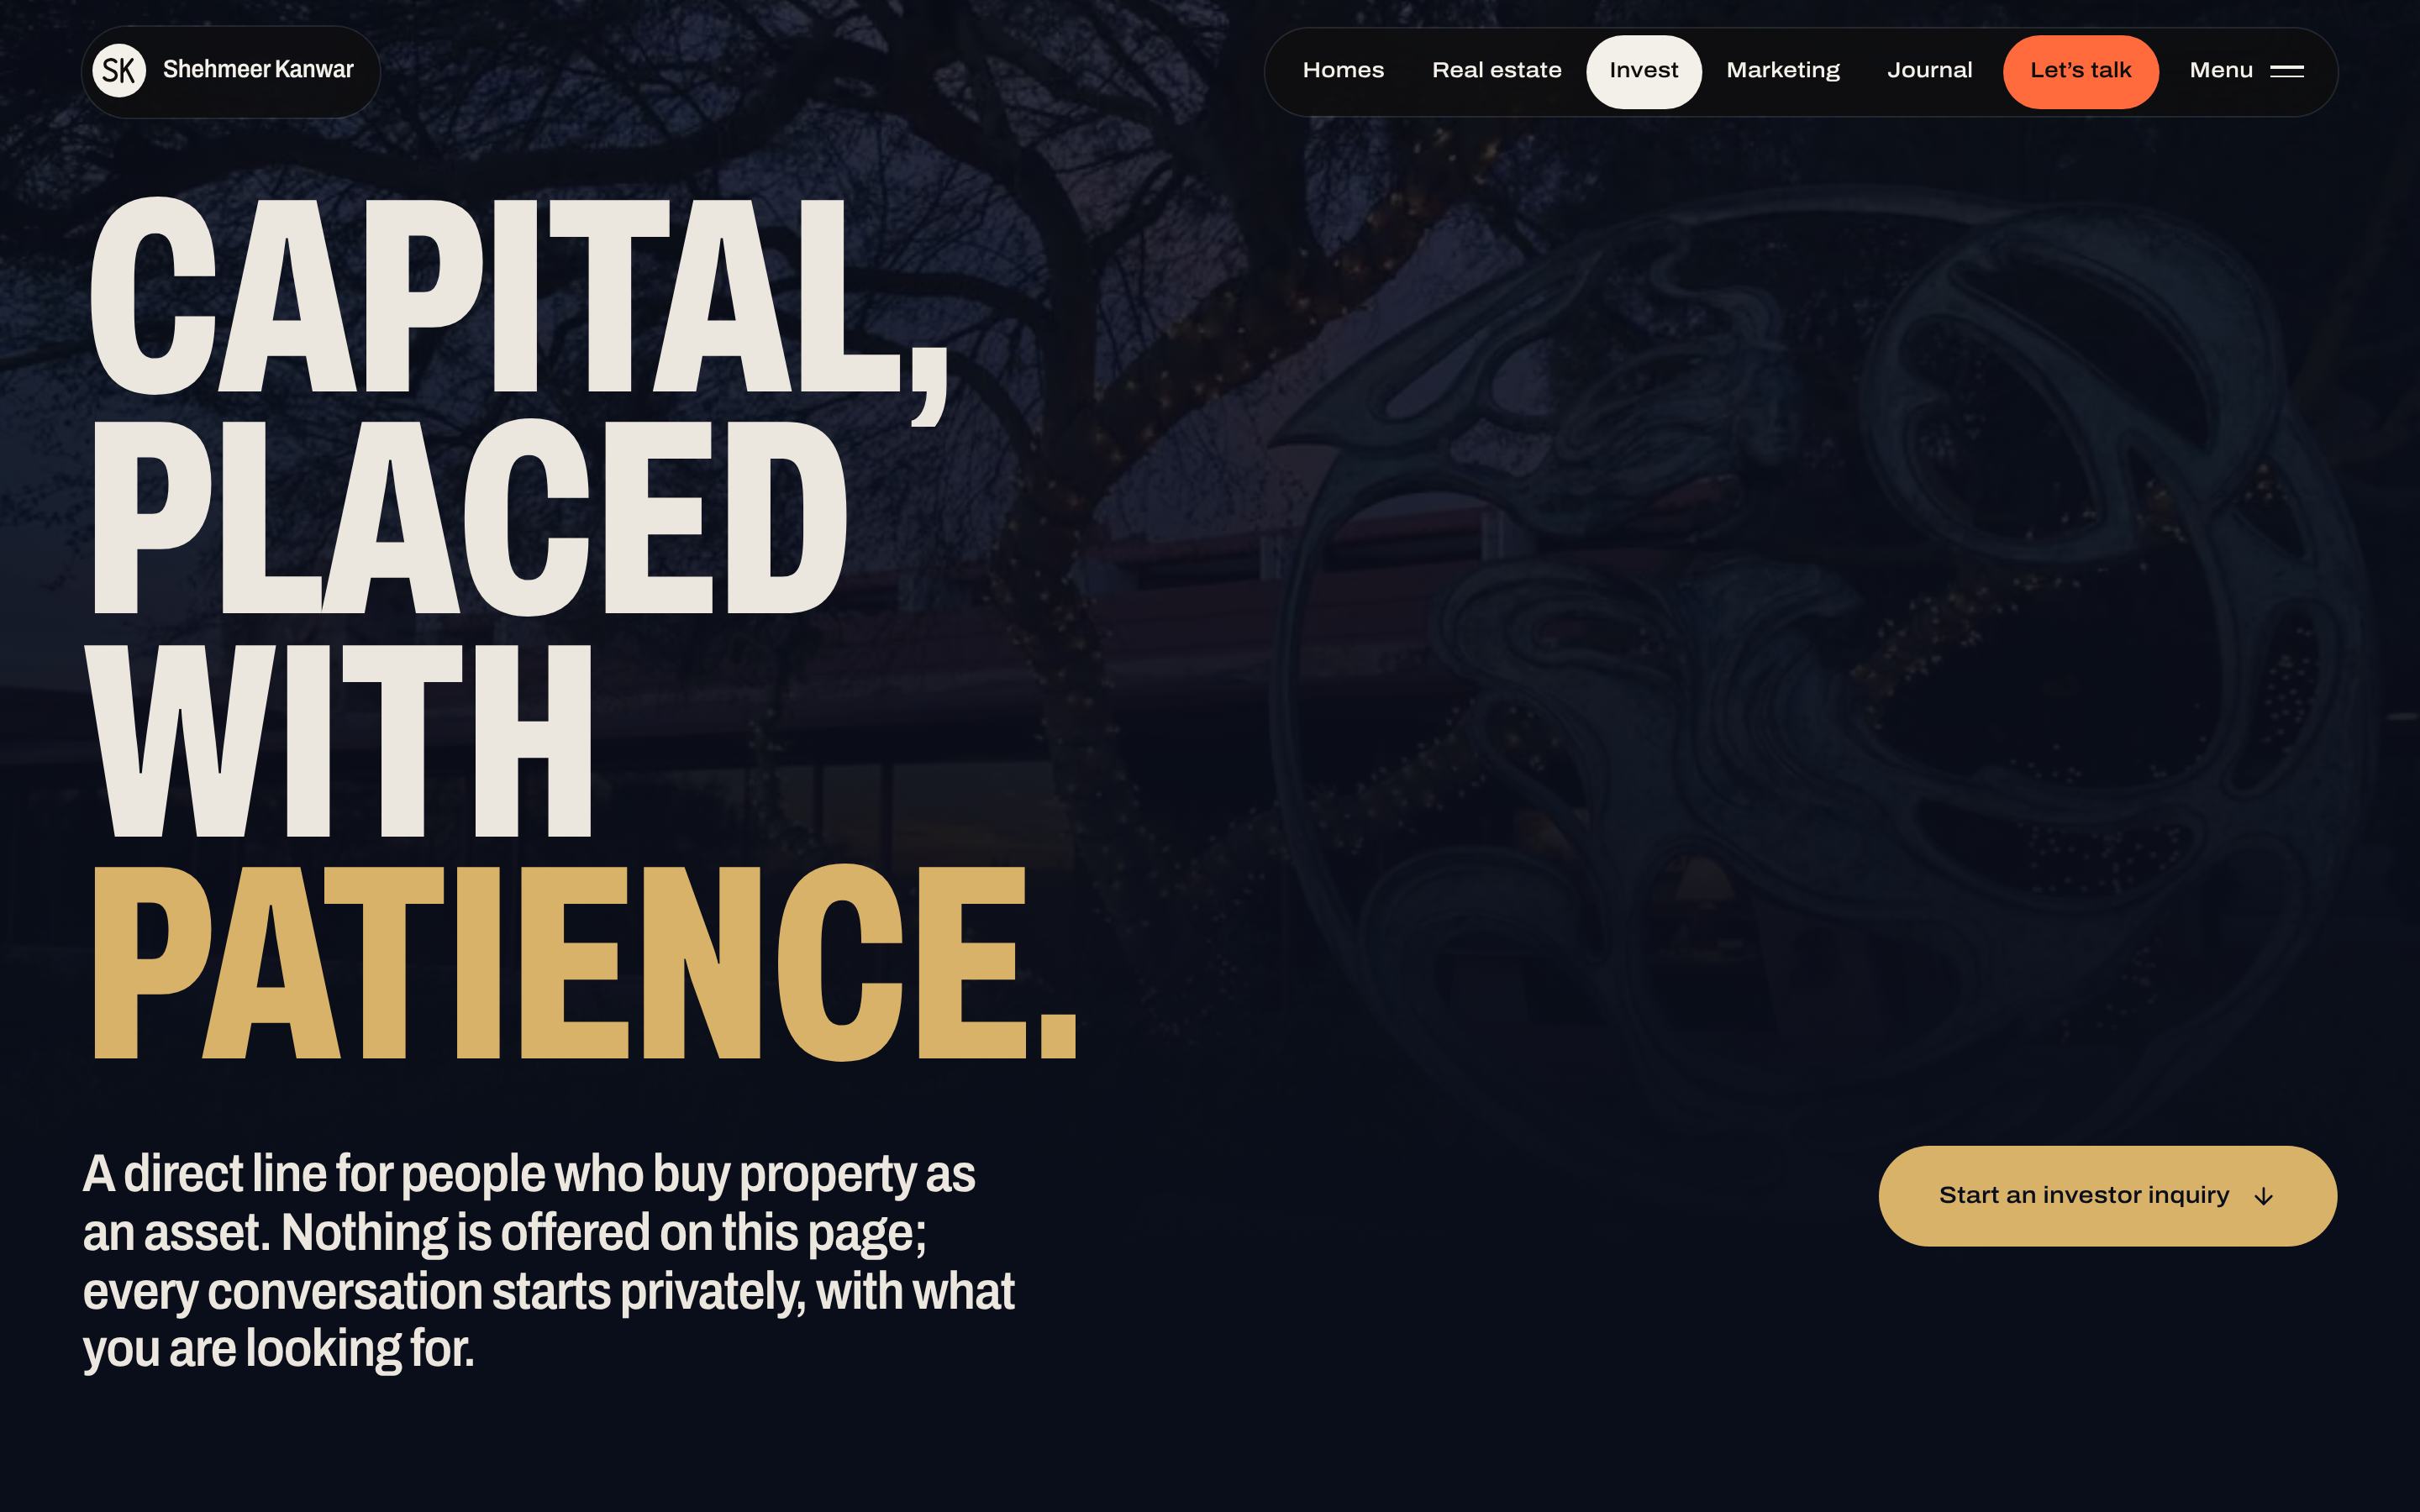 SK
Shehmeer Kanwar
Homes
Real estate
Invest
Marketing
Journal
Let’s talk
Menu
CAPITAL,
PLACED
WITH
PATIENCE.
A direct line for people who buy property as
an asset. Nothing is offered on this page;
every conversation starts privately, with what
you are looking for.
Start an investor inquiry